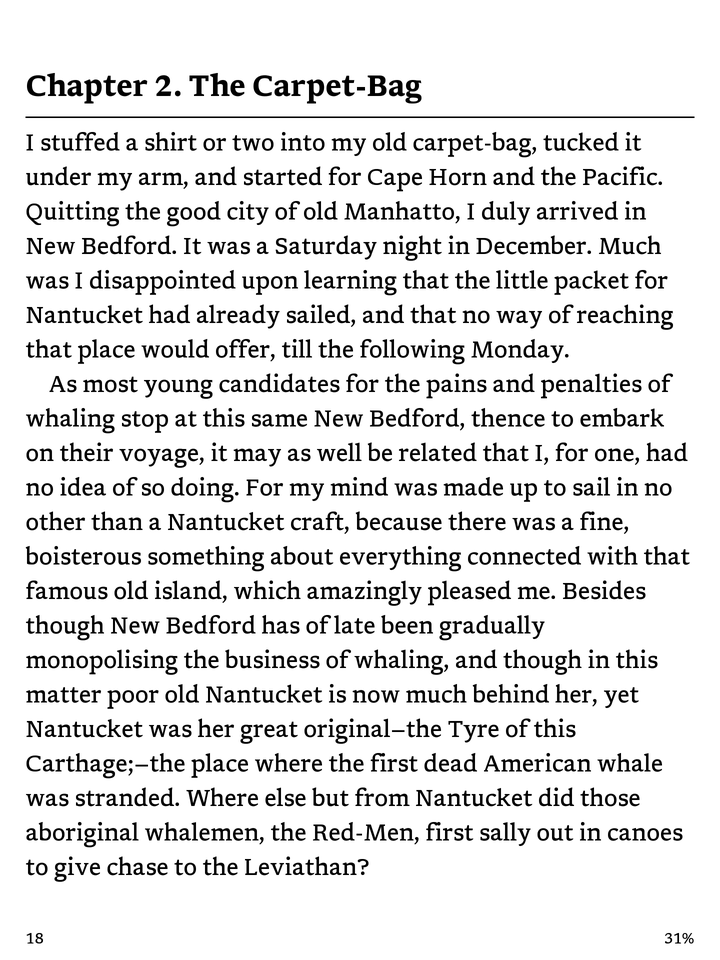 Chapter 2. The Carpet-Bag
I stuffed a shirt or two into my old carpet-bag, tucked it
under my arm, and started for Cape Horn and the Pacific.
Quitting the good city of old Manhatto, I duly arrived in
New Bedford. It was a Saturday night in December. Much
was I disappointed upon learning that the little packet for
Nantucket had already sailed, and that no way of reaching
that place would offer, till the following Monday.
As most young candidates for the pains and penalties of
whaling stop at this same New Bedford, thence to embark
on their voyage, it may as well be related that I, for one, had
no idea of so doing. For my mind was made up to sail in no
other than a Nantucket craft, because there was a fine,
boisterous something about everything connected with that
famous old island, which amazingly pleased me. Besides
though New Bedford has of late been gradually
monopolising the business of whaling, and though in this
matter poor old Nantucket is now much behind her, yet
Nantucket was her great original—the Tyre of this
Carthage;—the place where the first dead American whale
was stranded. Where else but from Nantucket did those
aboriginal whalemen, the Red-Men, first sally out in canoes
to give chase to the Leviathan?
18
31%